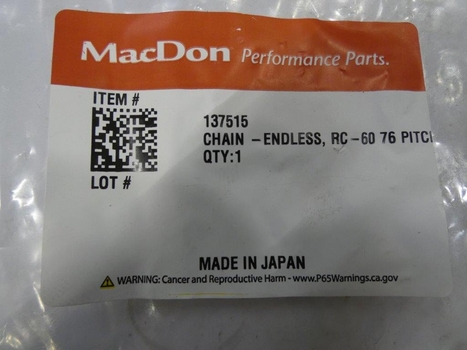 MacDon Performance Parts.
ITEM #
137515
CHAIN -ENDLESS, RC-60 76 PITCH
QTY:1
LOT #
MADE IN JAPAN
WARNING: Cancer and Reproductive Harm - www.P65Warnings.ca.gov